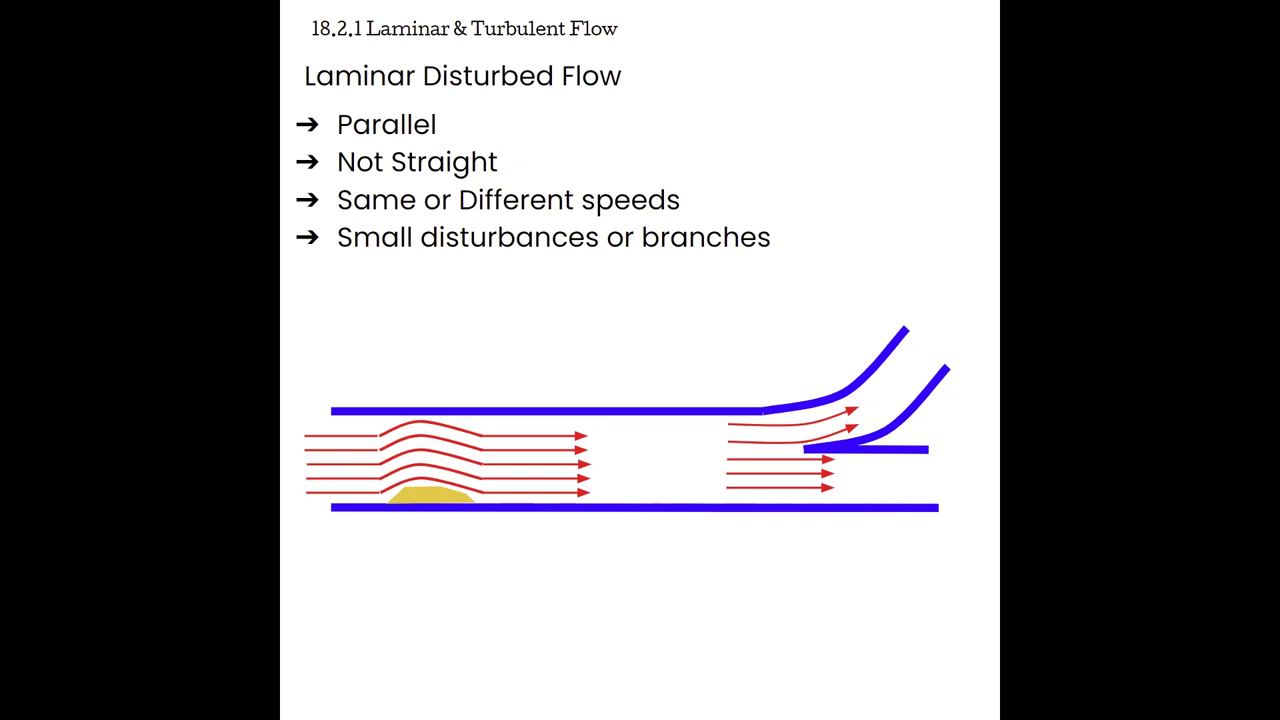 18.2.1 Laminar & Turbulent Flow
Laminar Disturbed Flow
➔ Parallel
➔ Not Straight
➔ Same or Different speeds
➔ Small disturbances or branches